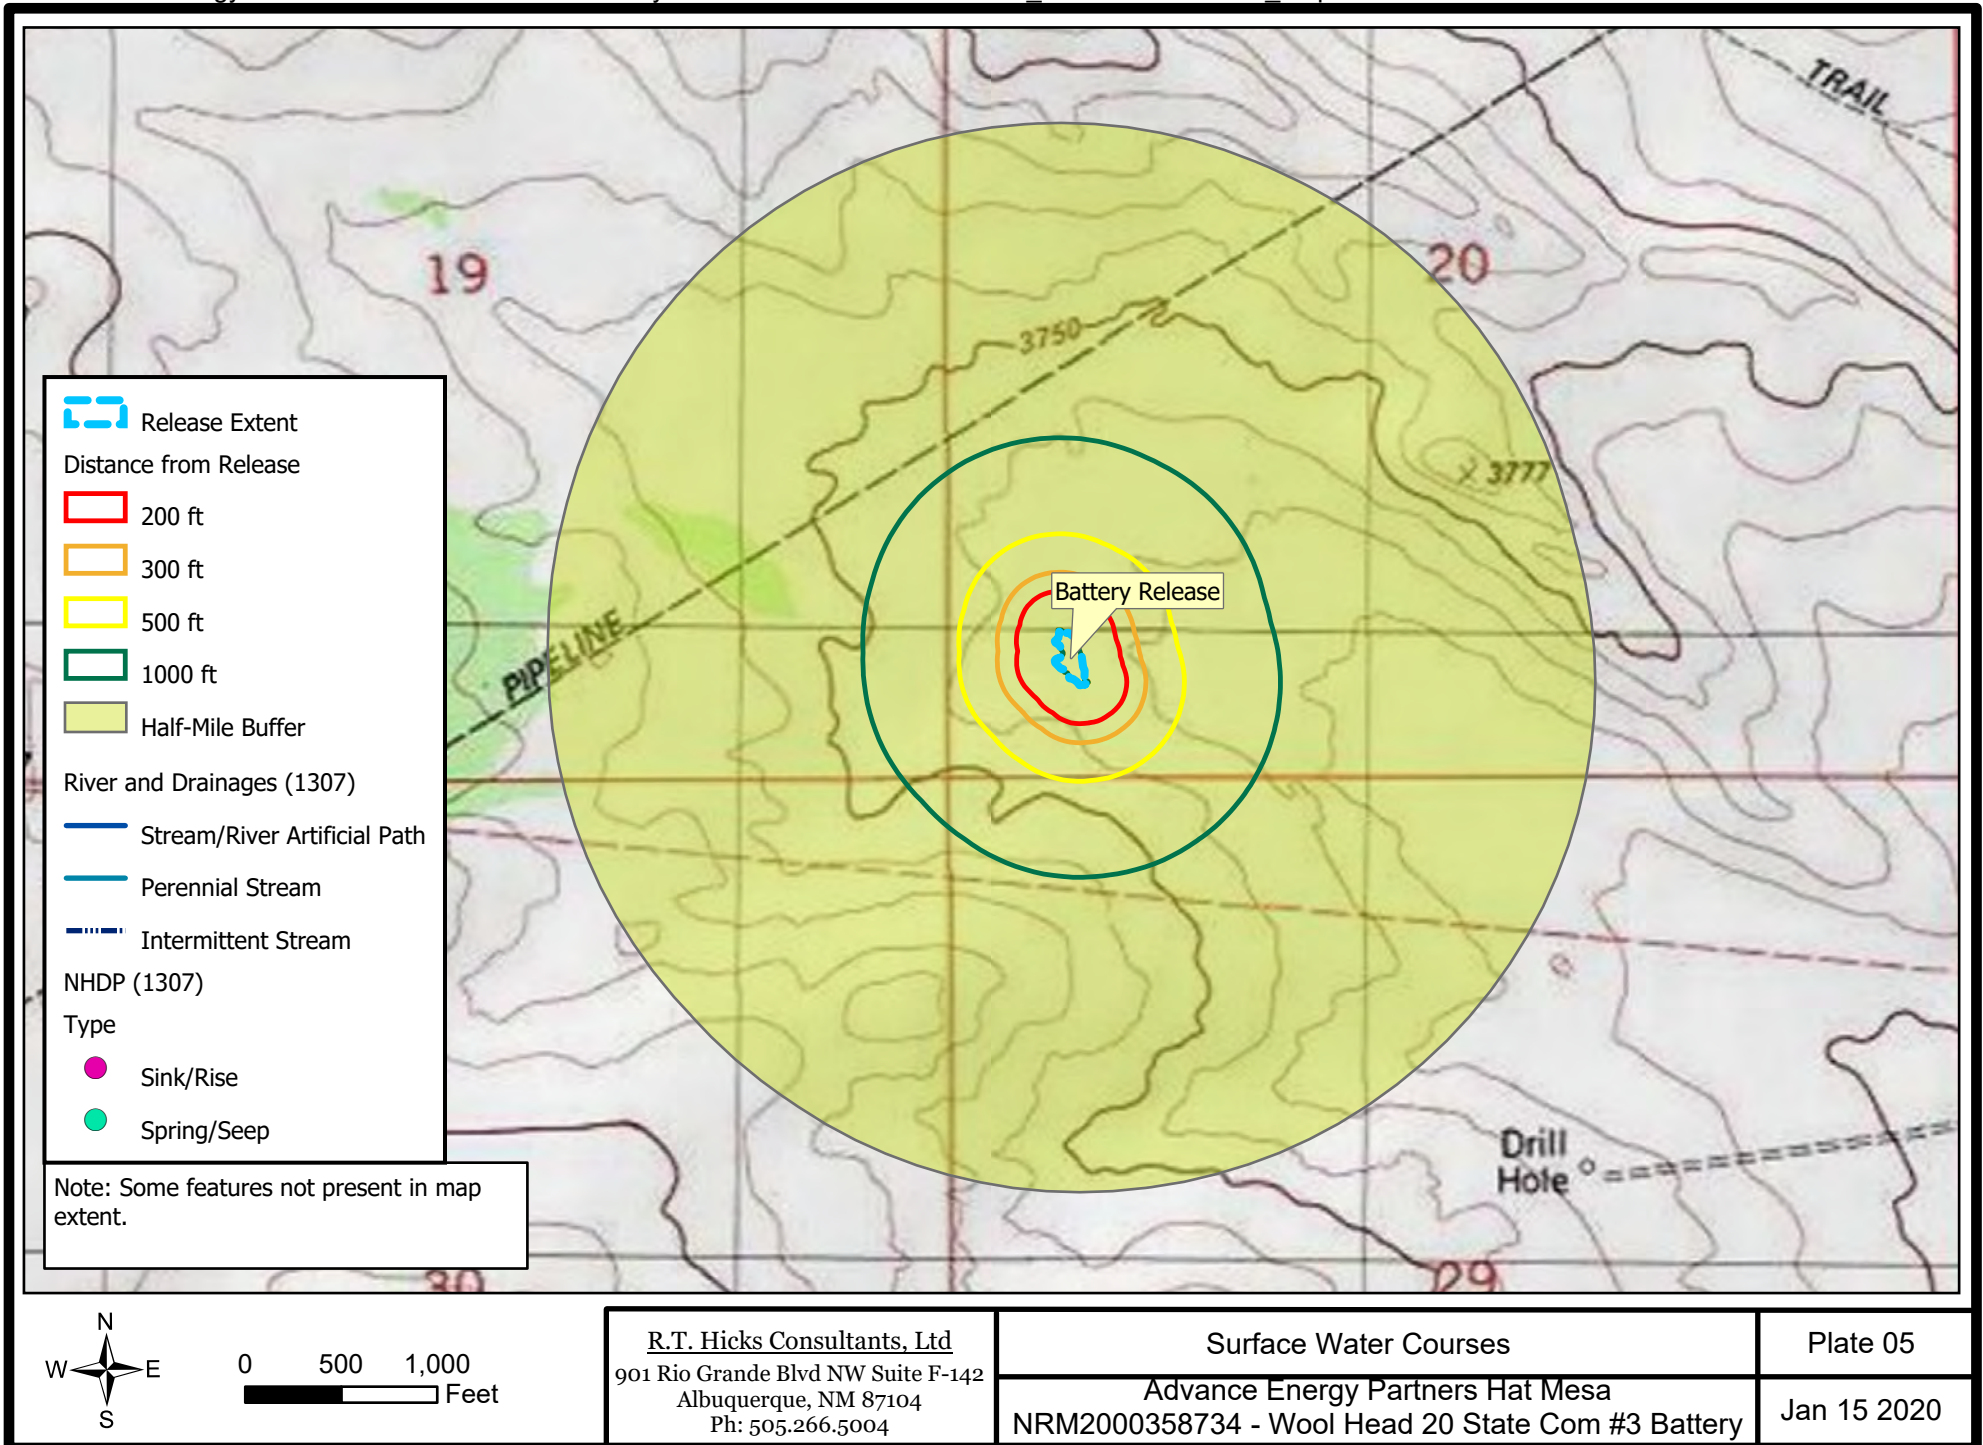 TRAIL
19
20
3750
3777
Release Extent
Distance from Release
200 ft
300 ft
500 ft
1000 ft
Half-Mile Buffer
River and Drainages (1307)
Stream/River Artificial Path
Perennial Stream
Intermittent Stream
NHDP (1307)
Type
Sink/Rise
Spring/Seep
Note: Some features not present in map
extent.
Battery Release
PIPELINE
Drill
Hole
30
29
N
W
E
S
0 500 1,000
Feet
R.T. Hicks Consultants, Ltd
901 Rio Grande Blvd NW Suite F-142
Albuquerque, NM 87104
Ph: 505.266.5004
Surface Water Courses
Advance Energy Partners Hat Mesa
NRM2000358734 - Wool Head 20 State Com #3 Battery
Plate 05
Jan 15 2020